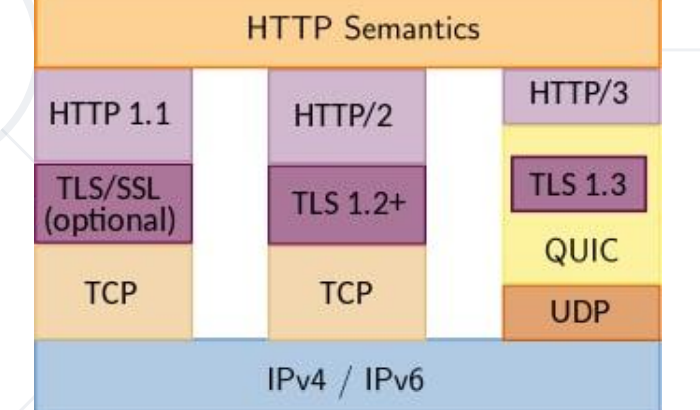 HTTP Semantics
HTTP 1.1
TLS/SSL
(optional)
TCP
HTTP/2
TLS 1.2+
TCP
HTTP/3
TLS 1.3
QUIC
UDP
IPv4 / IPv6